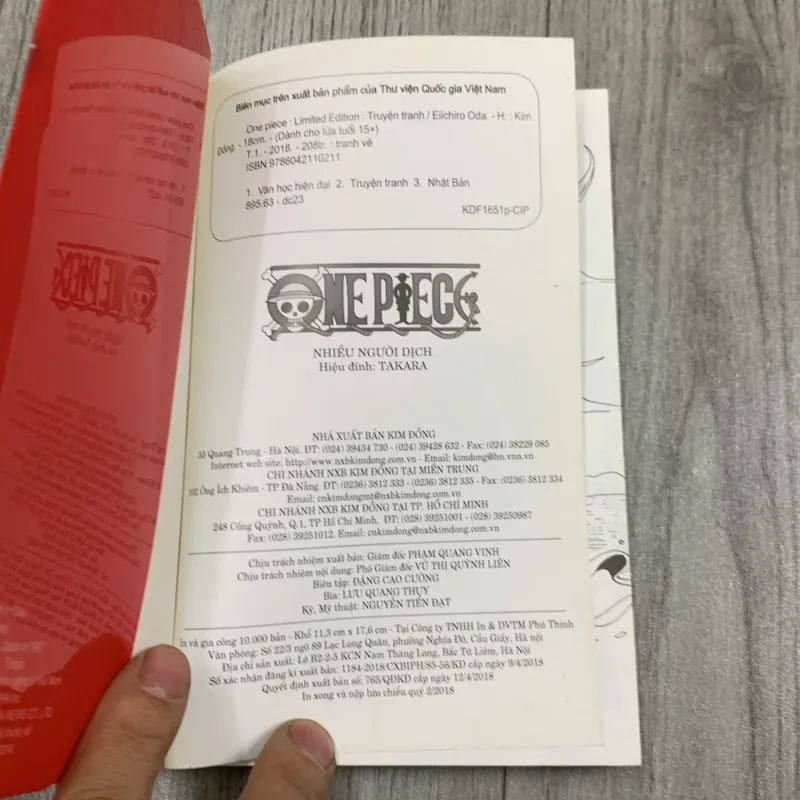 Biên mục trên xuất bản phẩm của Thư viện Quốc gia Việt Nam
One piece : Limited Edition : Truyện tranh / Eiichiro Oda. - H. : Kim
Đồng. - 18cm. - (Dành cho lứa tuổi 15+)
T.1. - 2018. - 208tr. : tranh vẽ
ISBN 9786042110211
1. Văn học hiện đại 2. Truyện tranh 3. Nhật Bản
895.63 - dc23
KDF1651p-CIP
ONE PIECE
NHIỀU NGƯỜI DỊCH
Hiệu đính: TAKARA
NHÀ XUẤT BẢN KIM ĐỒNG
55 Quang Trung - Hà Nội. ĐT: (024) 39434 730 - (024) 39428 632 - Fax: (024) 38229 085
Internet web site: http://www.nxbkimdong.com.vn - Email: kimdong@hn.vnn.vn
CHI NHÁNH NXB KIM ĐỒNG TẠI MIỀN TRUNG
102 Ông Ích Khiêm - TP Đà Nẵng. ĐT: (0236) 3812 333 - (0236) 3812 335 - Fax: (0236) 3812 334
Email: cnkimdongmt@nxbkimdong.com.vn
CHI NHÁNH NXB KIM ĐỒNG TẠI TP. HỒ CHÍ MINH
248 Cống Quỳnh, Q.1, TP Hồ Chí Minh. ĐT: (028) 39251001 - (028) 39250987
Fax: (028) 39251012. Email: cnkimdong@nxbkimdong.com.vn
Chịu trách nhiệm xuất bản: Giám đốc PHẠM QUANG VINH
Chịu trách nhiệm nội dung: Phó Giám đốc VŨ THỊ QUỲNH LIÊN
Biên tập: ĐẶNG CAO CƯỜNG
Bìa: LƯU QUANG THỤY
Kỹ, Mỹ thuật: NGUYỄN TIẾN ĐẠT
In và gia công 10.000 bản - Khổ 11,3 cm x 17,6 cm - Tại Công ty TNHH In & DVTM Phú Thịnh
Văn phòng: Số 22/3 ngõ 89 Lạc Long Quân, phường Nghĩa Đô, Cầu Giấy, Hà nội
Địa chỉ sản xuất: Lô B2-2-5 KCN Nam Thăng Long, Bắc Từ Liêm, Hà Nội
Số xác nhận đăng kí xuất bản: 1184-2018/CXBIPH/85-56/KĐ cấp ngày 9/4/2018
Quyết định xuất bản số: 765/QĐKĐ cấp ngày 12/4/2018
In xong và nộp lưu chiểu quý 2/2018